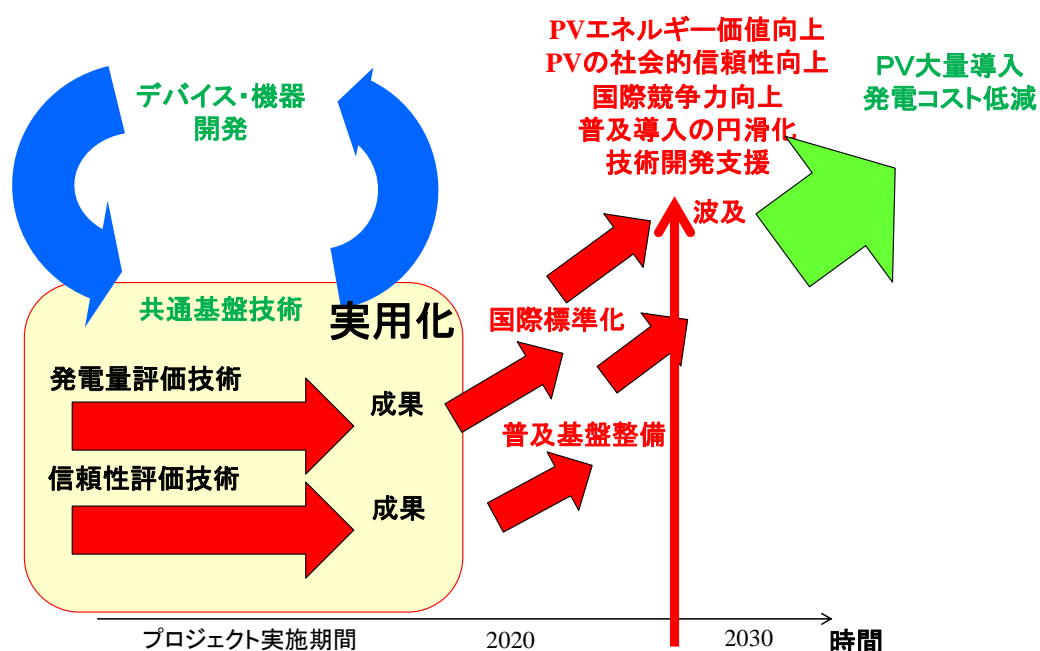 PVエネルギー価値向上
PVの社会的信頼性向上
国際競争力向上
普及導入の円滑化
技術開発支援
波及
PV大量導入
発電コスト低減
デバイス・機器
開発
共通基盤技術
実用化
国際標準化
発電量評価技術
成果
普及基盤整備
信頼性評価技術
成果
プロジェクト実施期間
2020
2030
時間